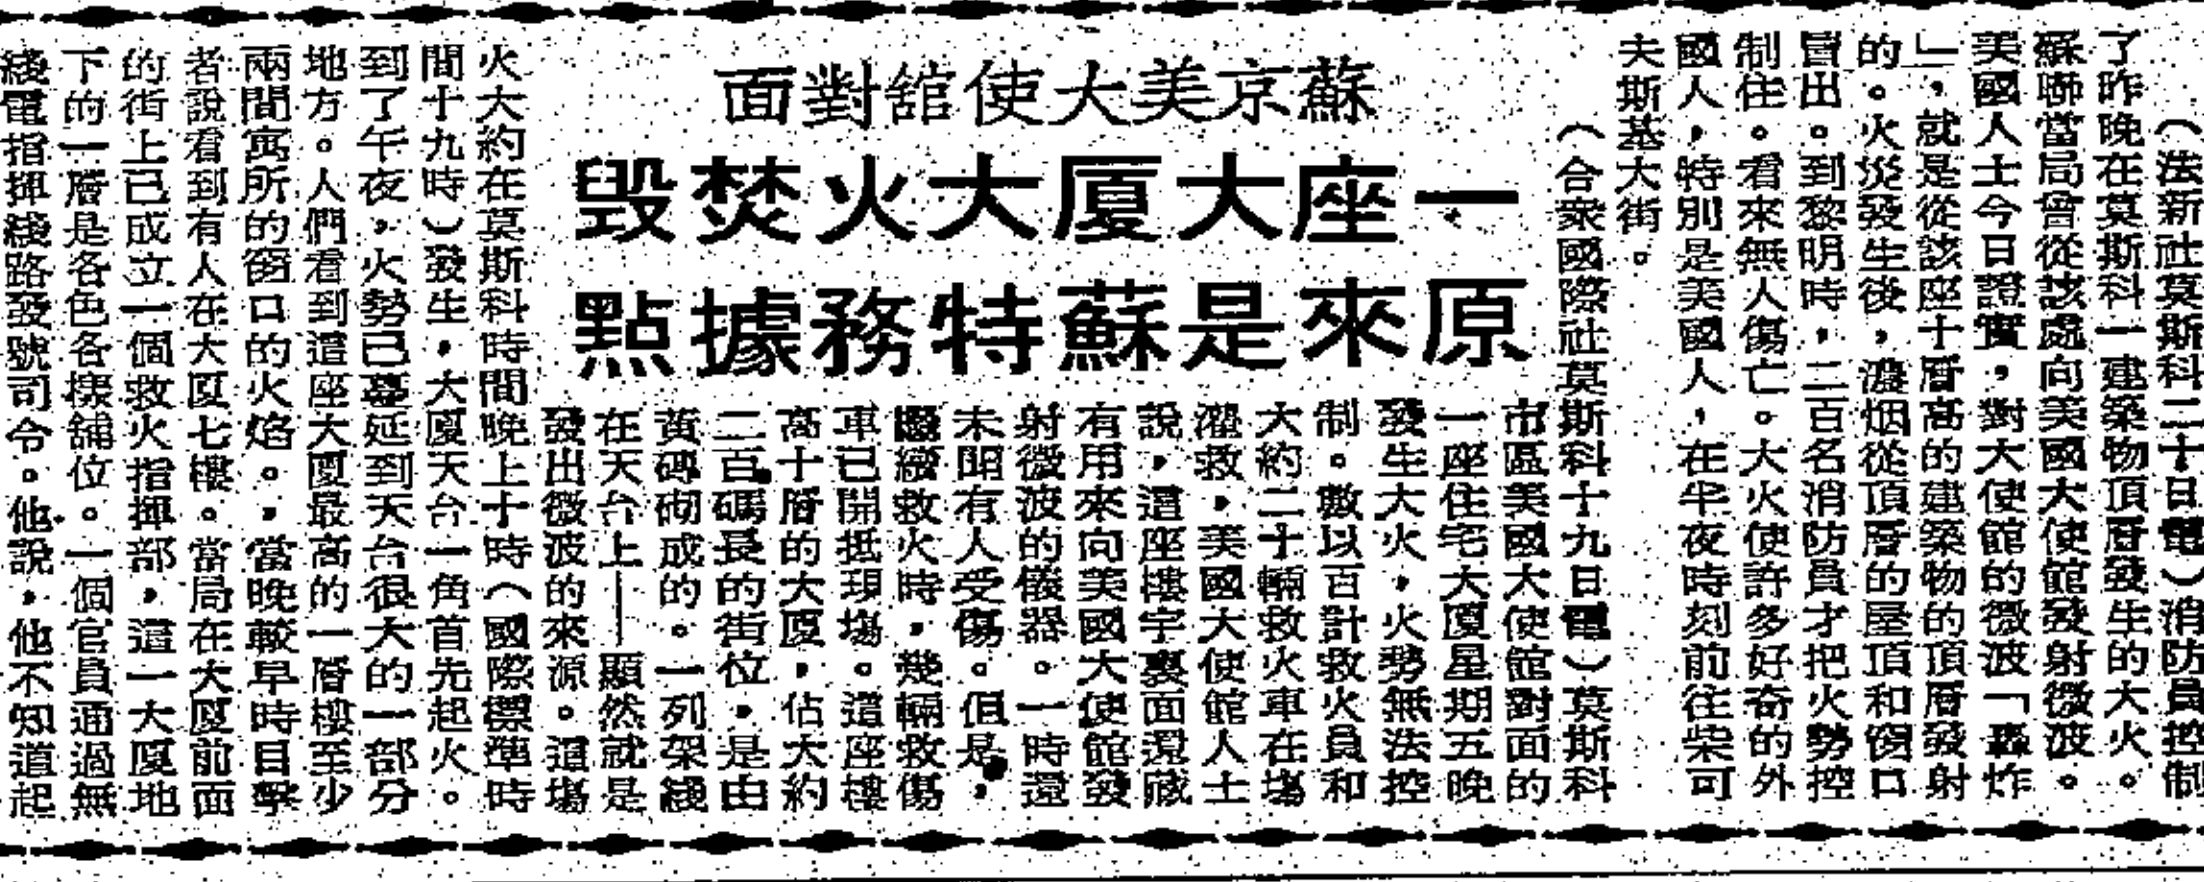 蘇京美大使舘對面
一座大厦大火焚毀
原來是蘇特務據點
（法新社莫斯科二十日電）消防員控制
了昨晚在莫斯科一建築物頂層發生的大火。
蘇聯當局曾從該處向美國大使館發射微波。
美國人士今日證實，對大使館的微波「轟炸
」，就是從該座十層高的建築物的頂層發射
的。火災發生後，濃烟從頂層的屋頂和窗口
冒出。到黎明時，二百名消防員才把火勢控
制住。看來無人傷亡。大火使許多好奇的外
國人，特別是美國人，在半夜時刻前往柴可
夫斯基大街。
（合衆國際社莫斯科十九日電）莫斯科
市區美國大使館對面的
一座住宅大厦星期五晚
發生大火，火勢無法控
制。數以百計救火員和
大約二十輛救火車在塲
灌救，美國大使館人士
說，這座樓宇裏面還藏
有用來向美國大使館發
射微波的儀器。一時還
未聞有人受傷。但是，
繼續救火時，幾輛救傷
車已開抵現塲。這座樓
高十層的大厦，佔大約
二百碼長的街位，是由
黃磚砌成的。一列架綫
在天台上——顯然就是
發出微波的來源。這塲
火大約在莫斯科時間晚上十時（國際標準時
間十九時）發生，大厦天台一角首先起火。
到了午夜，火勢已蔓延到天台很大的一部分
地方。人們看到這座大厦最高的一層樓至少
兩間寓所的窗口的火焰。，當晚較早時目擊
者說看到有人在大厦七樓。當局在大厦前面
的街上已成立一個救火指揮部，這一大厦地
下的一層是各色各樣舖位。一個官員通過無
綫電指揮綫路發號司令。他說，他不知道起